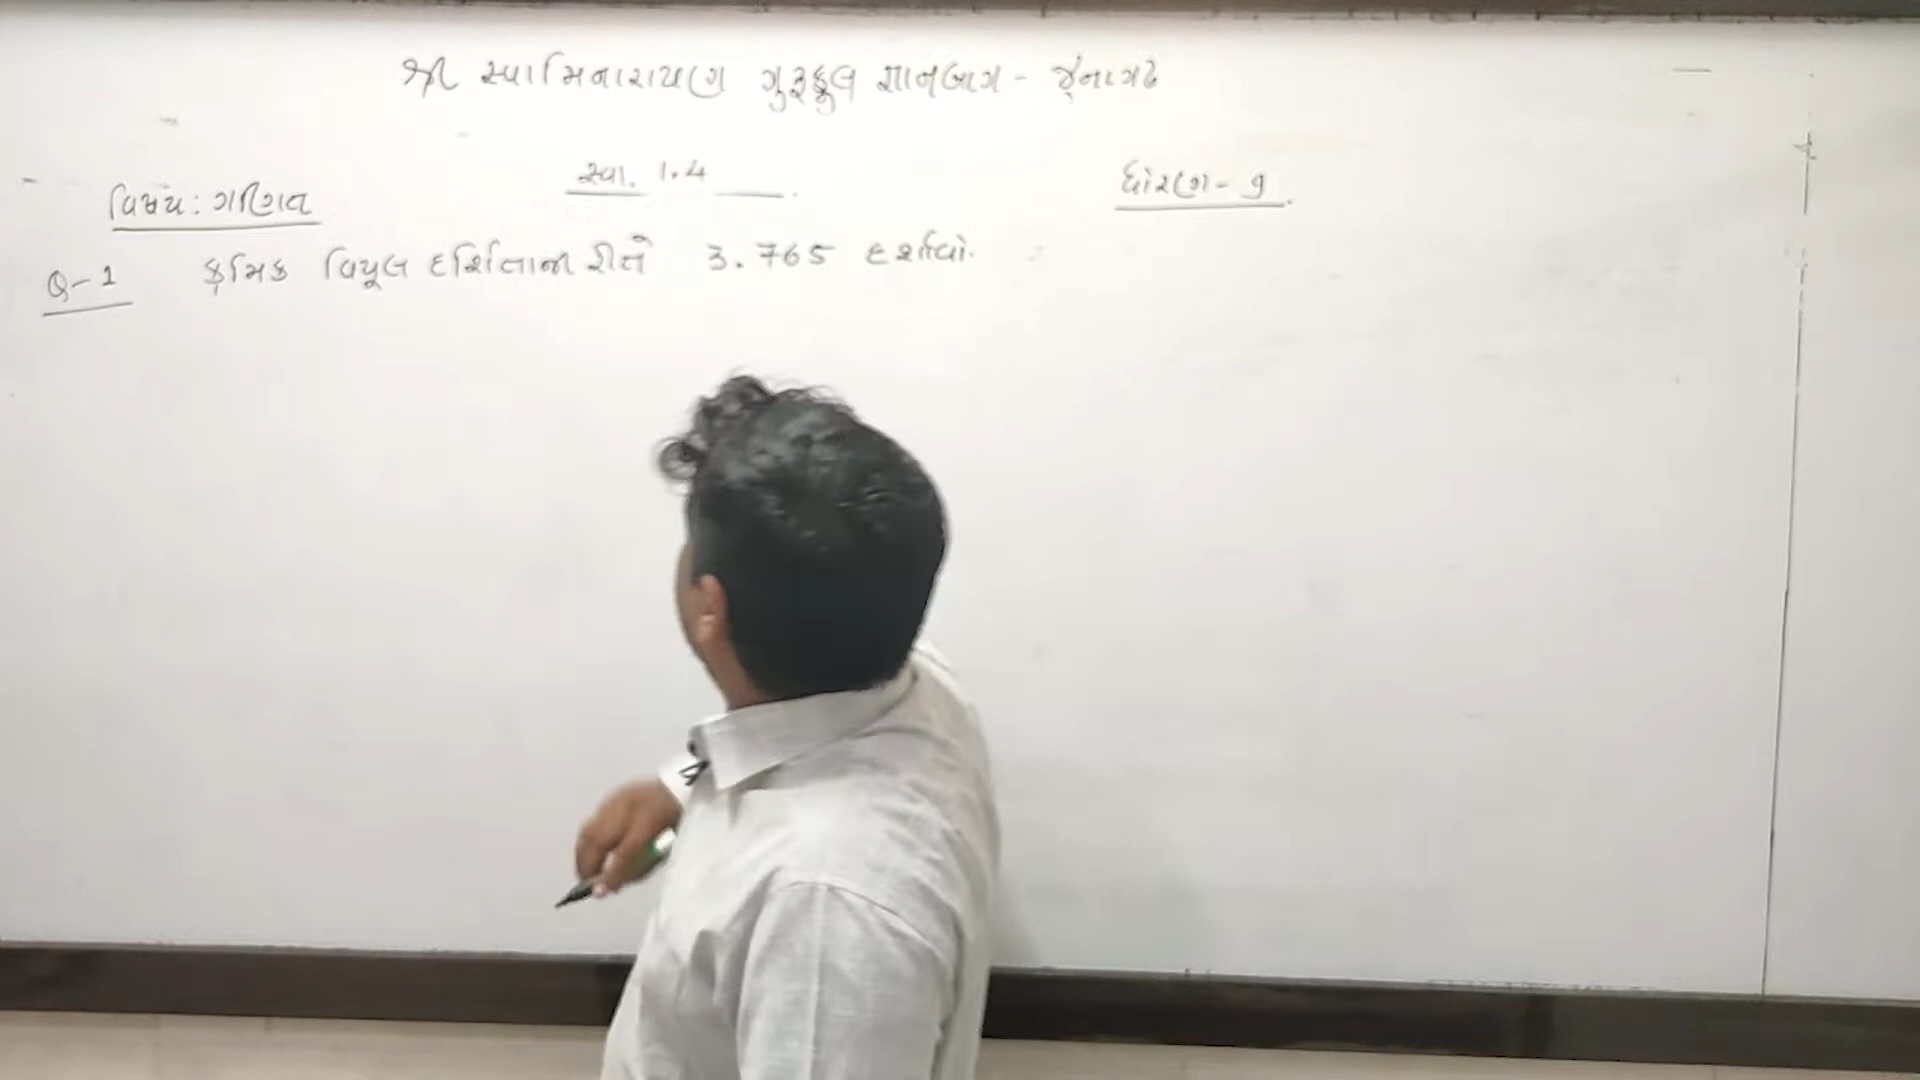 શ્રી સ્વામિનારાયણ ગુરુકુલ જ્ઞાનબાગ - જૂનાગઢ
વિષય: ગણિત સ્વા. 1.4 ધોરણ - 9
Q-1 ક્રમિક વિપુલ દર્શિતાની રીતે 3.765 દર્શાવો.